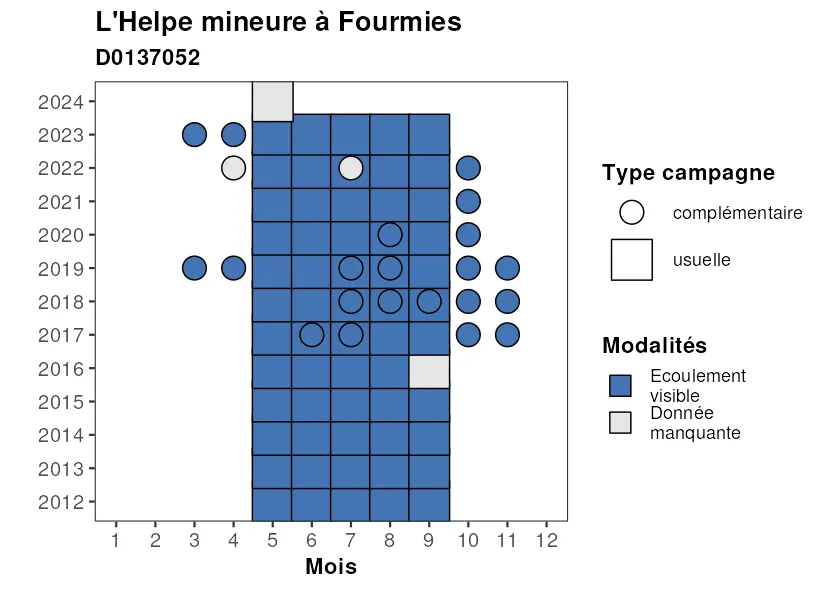 L'Helpe mineure à Fourmies
D0137052
2024
2023
2022
2021
2020
2019
2018
2017
2016
2015
2014
2013
2012
1 2 3 4 5 6 7 8 9 10 11 12
Mois
Type campagne
complémentaire
usuelle
Modalités
Ecoulement
visible
Donnée
manquante